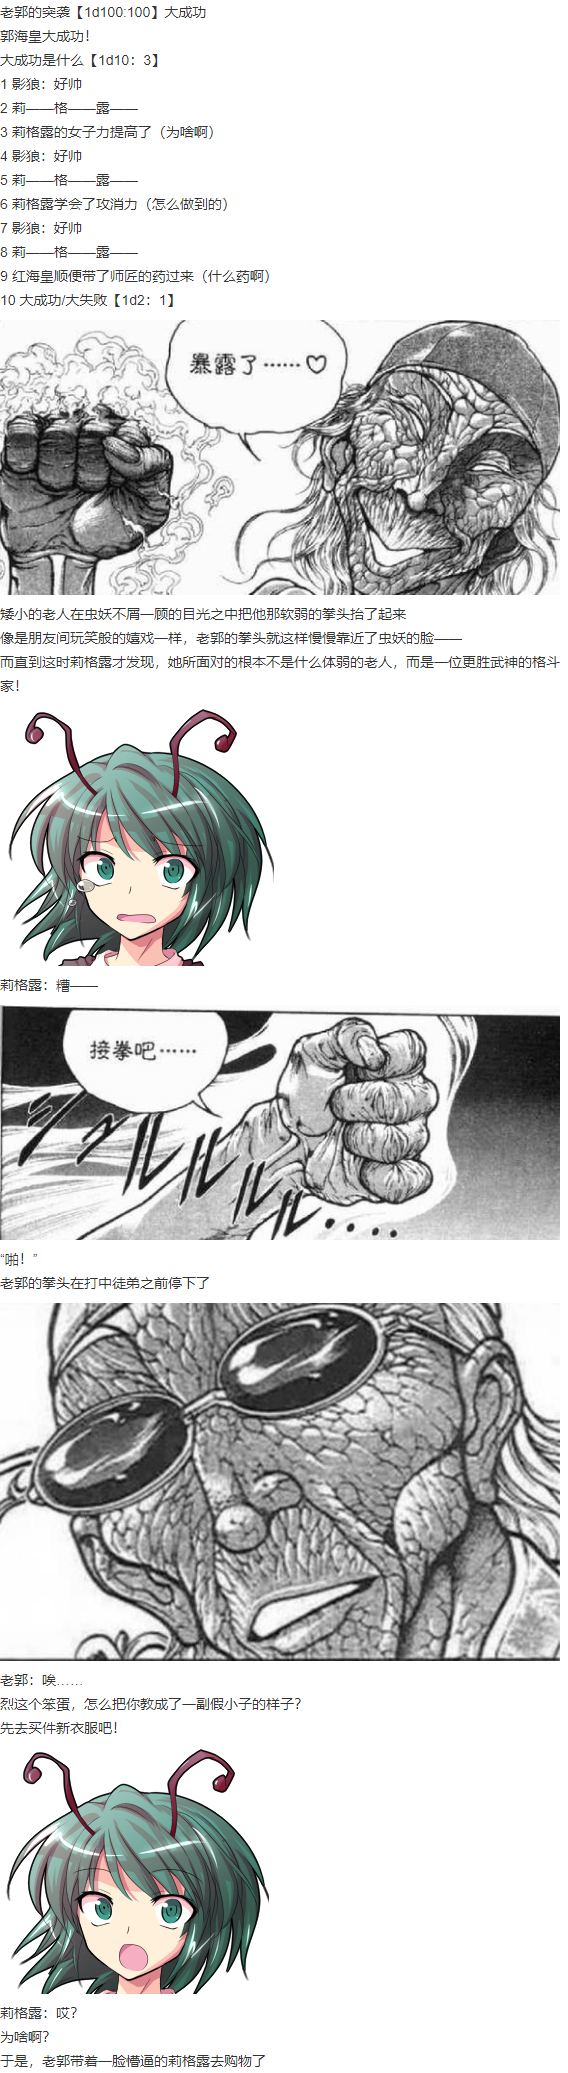 老郭的突袭【1d100:100】大成功
郭海皇大成功！
大成功是什么【1d10：3】
1 影狼：好帅
2 莉——格——露——
3 莉格露的女子力提高了（为啥啊）
4 影狼：好帅
5 莉——格——露——
6 莉格露学会了攻消力（怎么做到的）
7 影狼：好帅
8 莉——格——露——
9 红海皇顺便带了师匠的药过来（什么药啊）
10 大成功/大失败【1d2：1】
暴露了……♡
矮小的老人在虫妖不屑一顾的目光之中把他那软弱的拳头抬了起来
像是朋友间玩笑般的嬉戏一样，老郭的拳头就这样慢慢靠近了虫妖的脸——
而直到这时莉格露才发现，她所面对的根本不是什么体弱的老人，而是一位更胜武神的格斗
家！
莉格露：糟——
接拳吧……
“啪！”
老郭的拳头在打中徒弟之前停下了
老郭：唉……
烈这个笨蛋，怎么把你教成了一副假小子的样子？
先去买件新衣服吧！
莉格露：哎？
为啥啊？
于是，老郭带着一脸懵逼的莉格露去购物了